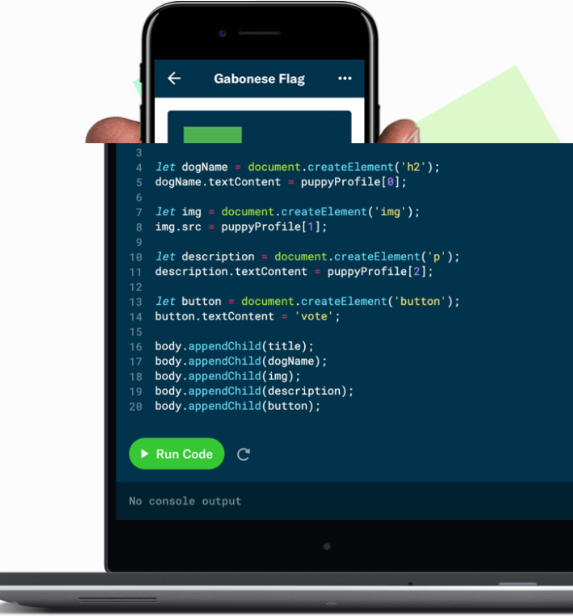 Gabonese Flag
3
4 let dogName = document.createElement('h2');
5 dogName.textContent = puppyProfile[0];
6
7 let img = document.createElement('img');
8 img.src = puppyProfile[1];
9
10 let description = document.createElement('p');
11 description.textContent = puppyProfile[2];
12
13 let button = document.createElement('button');
14 button.textContent = 'vote';
15
16 body.appendChild(title);
17 body.appendChild(dogName);
18 body.appendChild(img);
19 body.appendChild(description);
20 body.appendChild(button);
Run Code
No console output